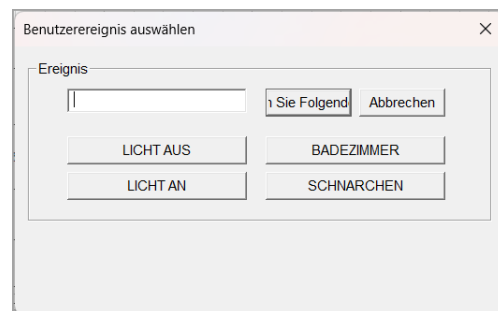 Benutzerereignis auswählen
Ereignis
Sie Folgend Abbrechen
LICHT AUS BADEZIMMER
LICHT AN SCHNARCHEN